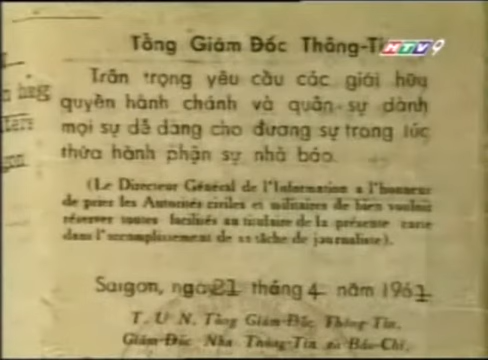 Tổng Giám Đốc Thông-Ti
HTV9
Trân trọng yêu cầu các giới hữu
quyền hành chánh và quân-sự dành
mọi sự dễ dàng cho đương sự trong lúc
thừa hành phận sự nhà báo.
(Le Directeur Général de l'Information a l'honneur
de prier les Autorités civiles et militaires de bien vouloir
réserver toutes facilités au titulaire de la présente carte
dans l'accomplissement de sa tâche de journaliste).
Saigon, ngày 21 tháng 4 năm 1961
T. U N. Tổng Giám-Đốc Thông Tin,
Giám-Đốc Nha Thông-Tin và Báo-Chí,